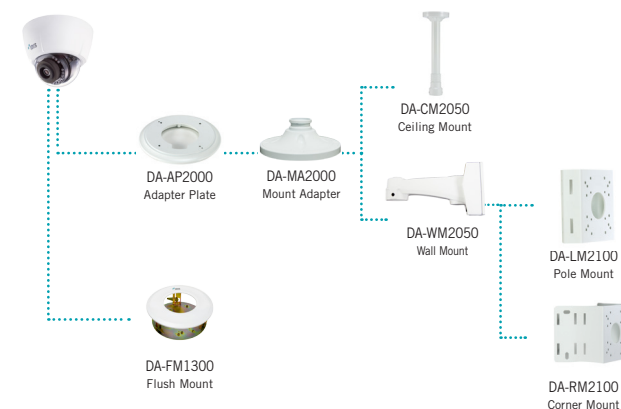 DA-CM2050
Ceiling Mount
DA-AP2000
Adapter Plate
DA-MA2000
Mount Adapter
DA-WM2050
Wall Mount
DA-LM2100
Pole Mount
DA-FM1300
Flush Mount
DA-RM2100
Corner Mount